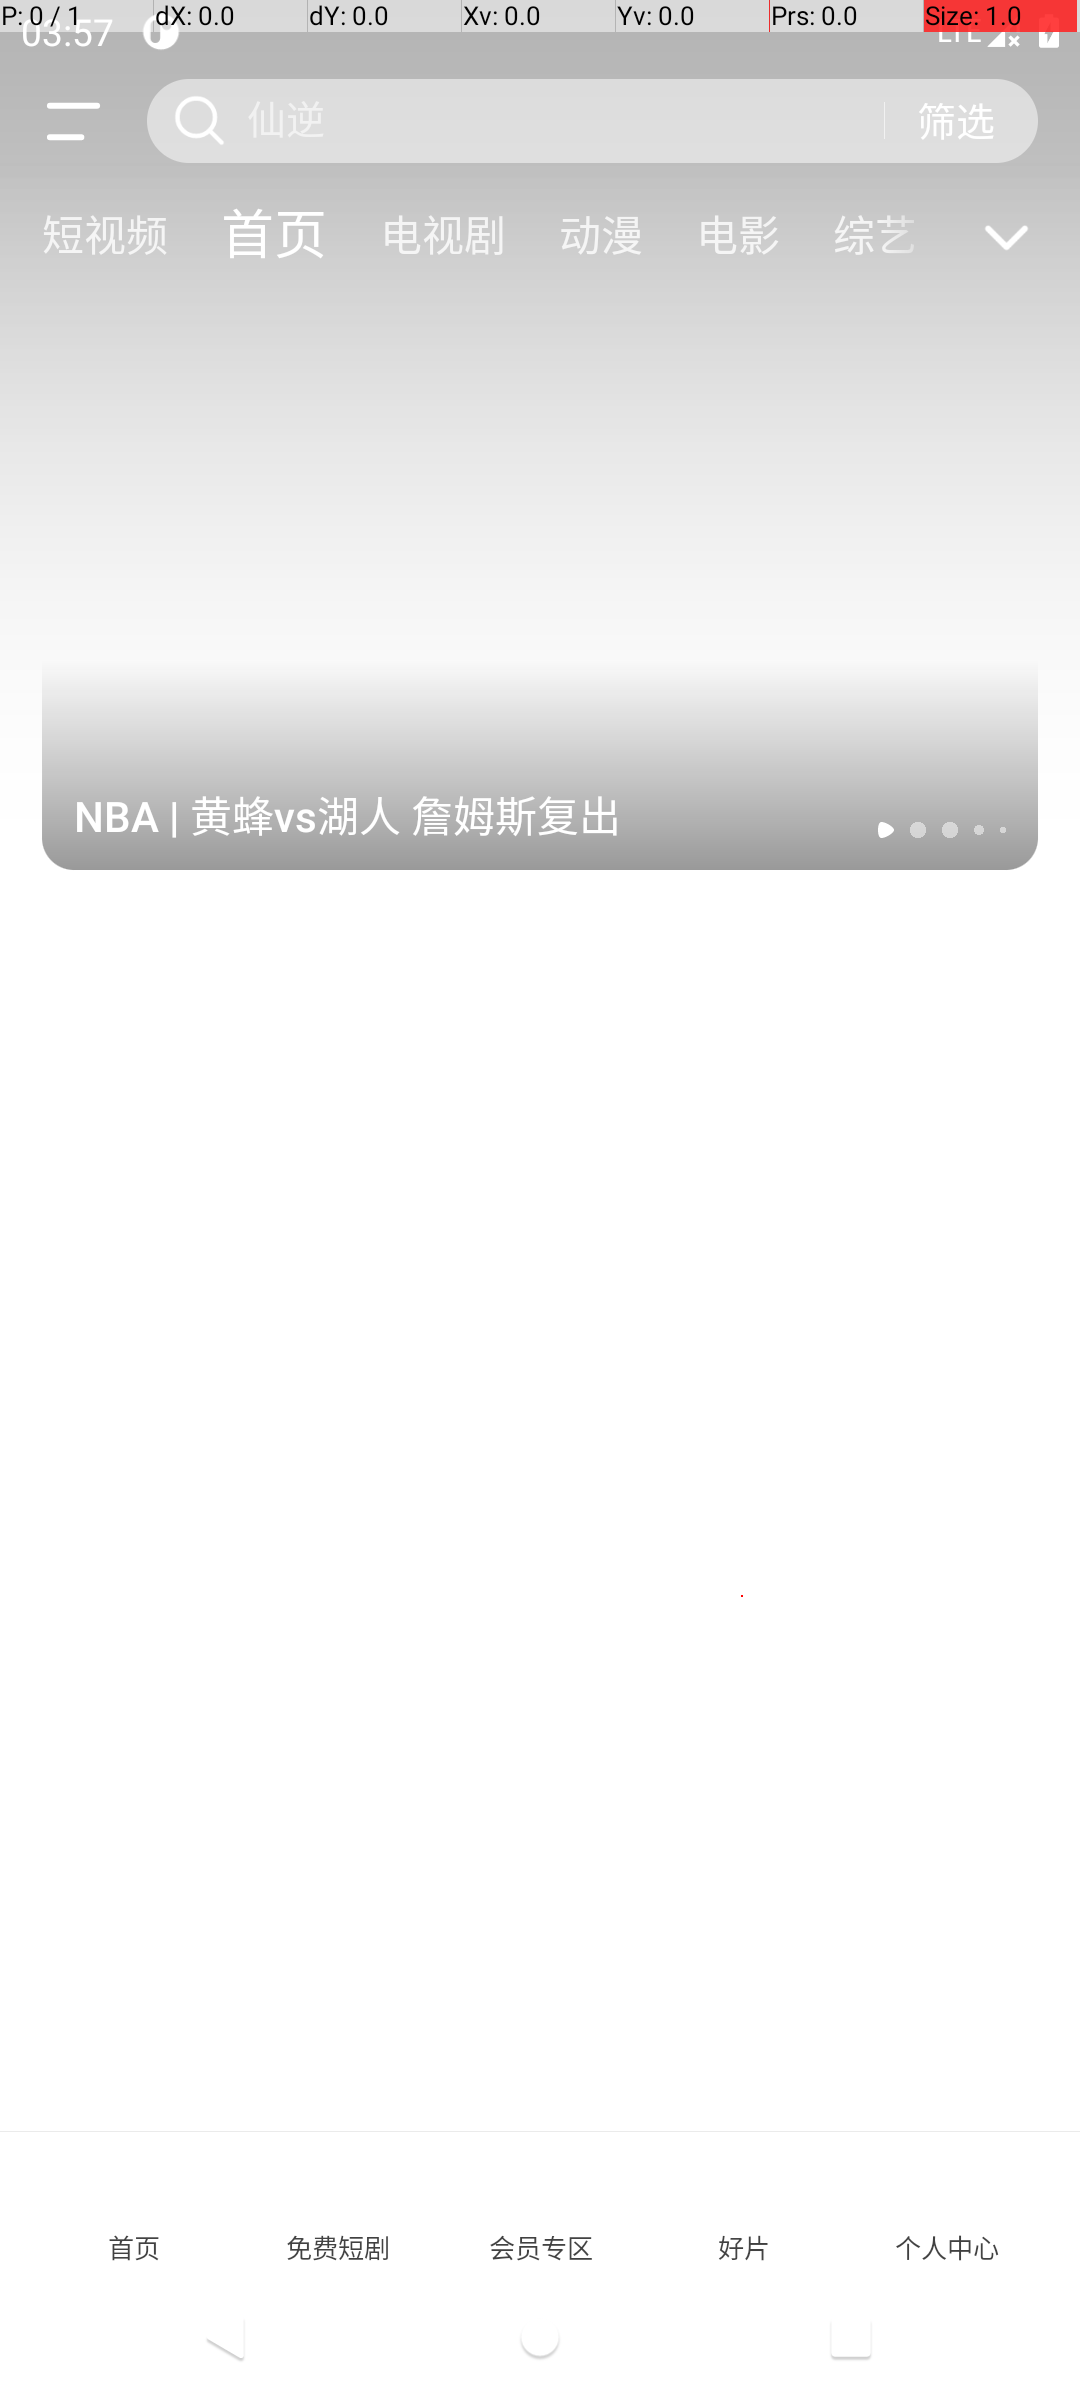 P: 0 / 1 dX: 0.0 dY: 0.0 Xv: 0.0 Yv: 0.0 Prs: 0.0 Size: 1.0
03:57 LTE
仙逆 筛选
短视频 首页 电视剧 动漫 电影 综艺
NBA | 黄蜂vs湖人 詹姆斯复出
首页 免费短剧 会员专区 好片 个人中心